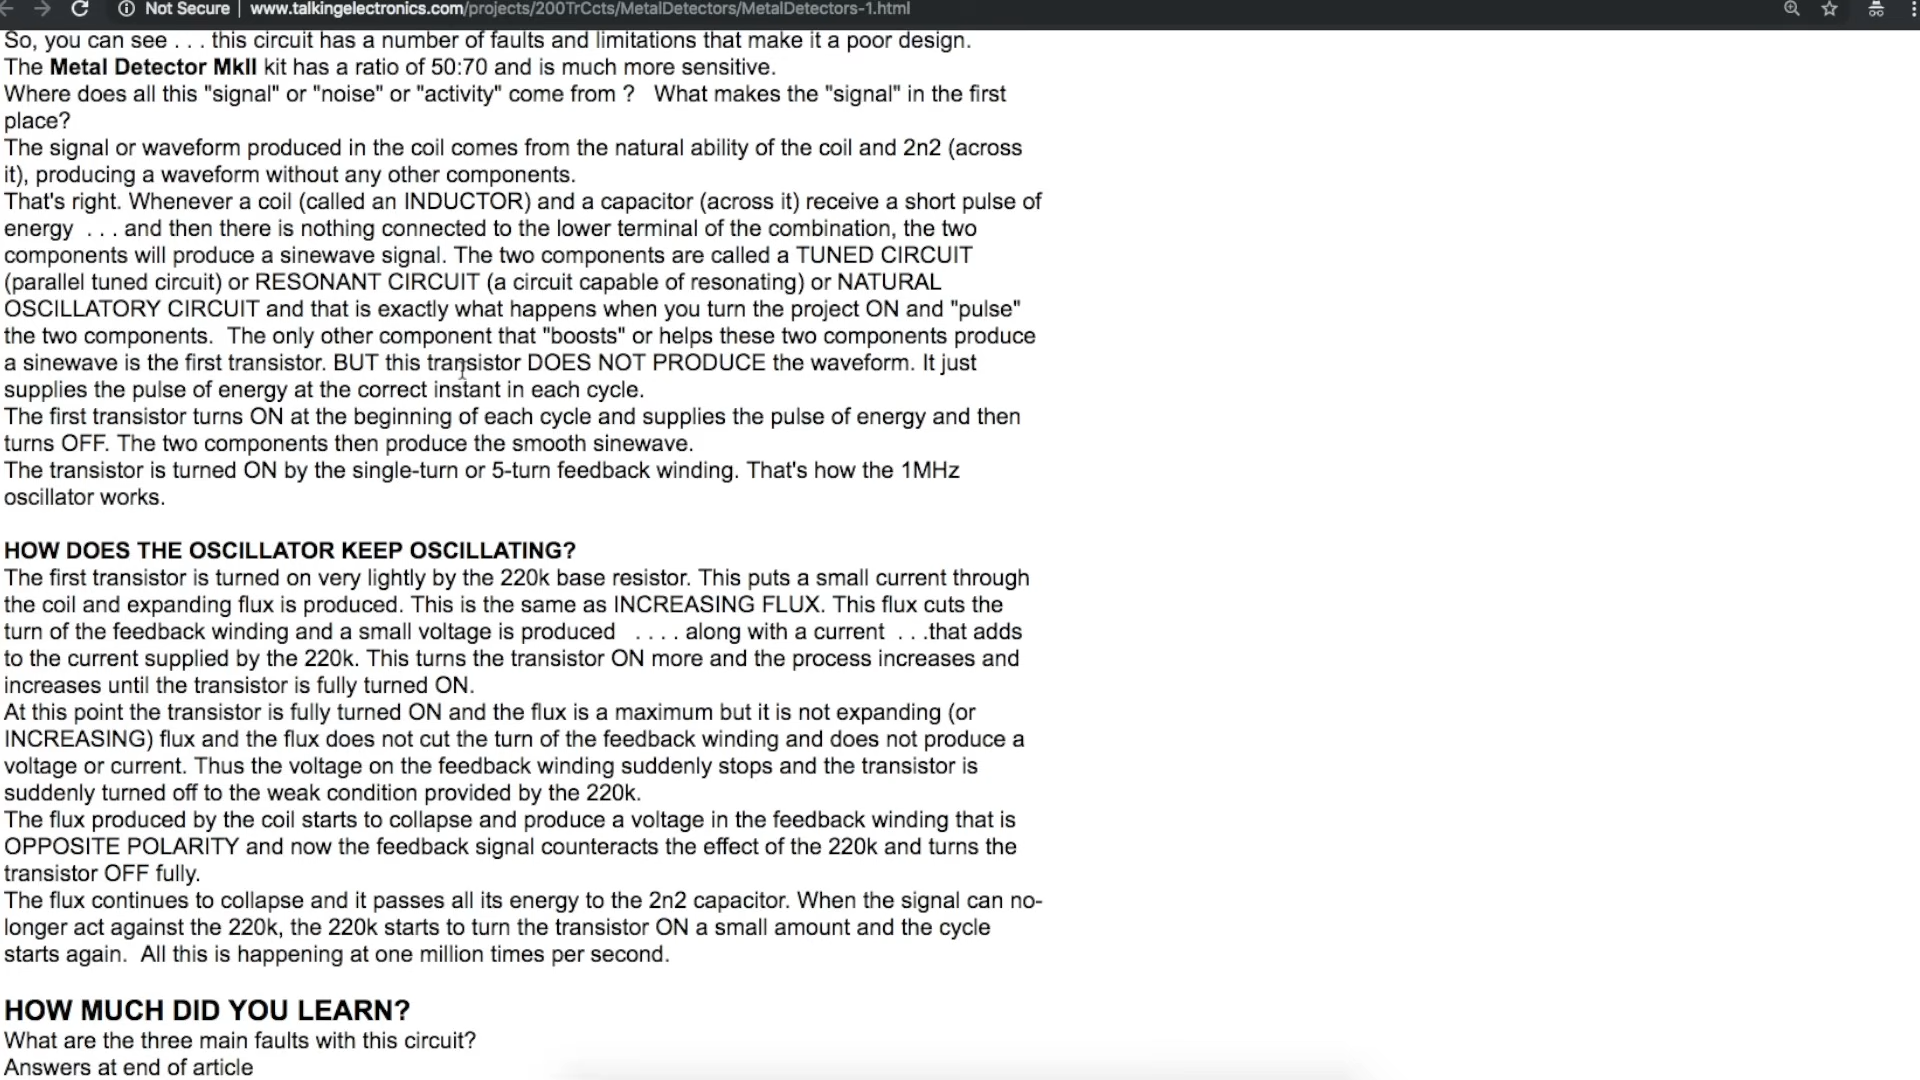 Not Secure | www.talkingelectronics.com/projects/200TrCcts/MetalDetectors/MetalDetectors-1.html
So, you can see . . . this circuit has a number of faults and limitations that make it a poor design.
The Metal Detector MkII kit has a ratio of 50:70 and is much more sensitive.
Where does all this "signal" or "noise" or "activity" come from ?   What makes the "signal" in the first
place?
The signal or waveform produced in the coil comes from the natural ability of the coil and 2n2 (across
it), producing a waveform without any other components.
That's right. Whenever a coil (called an INDUCTOR) and a capacitor (across it) receive a short pulse of
energy  . . . and then there is nothing connected to the lower terminal of the combination, the two
components will produce a sinewave signal. The two components are called a TUNED CIRCUIT
(parallel tuned circuit) or RESONANT CIRCUIT (a circuit capable of resonating) or NATURAL
OSCILLATORY CIRCUIT and that is exactly what happens when you turn the project ON and "pulse"
the two components.  The only other component that "boosts" or helps these two components produce
a sinewave is the first transistor. BUT this transistor DOES NOT PRODUCE the waveform. It just
supplies the pulse of energy at the correct instant in each cycle.
The first transistor turns ON at the beginning of each cycle and supplies the pulse of energy and then
turns OFF. The two components then produce the smooth sinewave.
The transistor is turned ON by the single-turn or 5-turn feedback winding. That's how the 1MHz
oscillator works.
HOW DOES THE OSCILLATOR KEEP OSCILLATING?
The first transistor is turned on very lightly by the 220k base resistor. This puts a small current through
the coil and expanding flux is produced. This is the same as INCREASING FLUX. This flux cuts the
turn of the feedback winding and a small voltage is produced   . . . . along with a current  . . .that adds
to the current supplied by the 220k. This turns the transistor ON more and the process increases and
increases until the transistor is fully turned ON.
At this point the transistor is fully turned ON and the flux is a maximum but it is not expanding (or
INCREASING) flux and the flux does not cut the turn of the feedback winding and does not produce a
voltage or current. Thus the voltage on the feedback winding suddenly stops and the transistor is
suddenly turned off to the weak condition provided by the 220k.
The flux produced by the coil starts to collapse and produce a voltage in the feedback winding that is
OPPOSITE POLARITY and now the feedback signal counteracts the effect of the 220k and turns the
transistor OFF fully.
The flux continues to collapse and it passes all its energy to the 2n2 capacitor. When the signal can no-
longer act against the 220k, the 220k starts to turn the transistor ON a small amount and the cycle
starts again.  All this is happening at one million times per second.
HOW MUCH DID YOU LEARN?
What are the three main faults with this circuit?
Answers at end of article